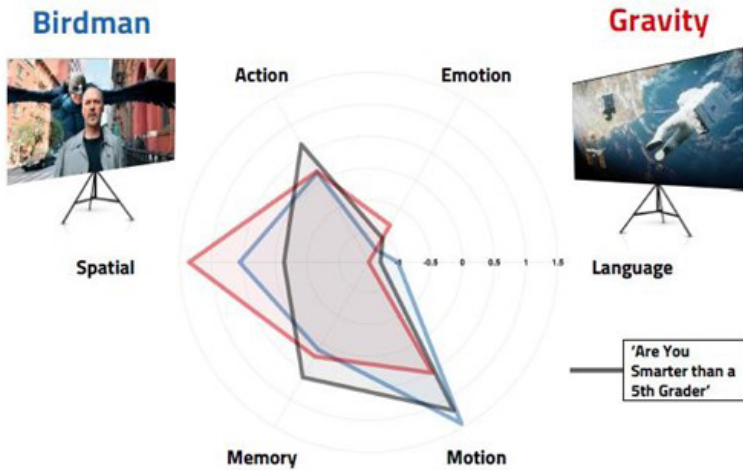 Birdman
Gravity
Action
Emotion
Spatial
-0.5
0
0.5
1
1.5
Language
'Are You
Smarter than a
5th Grader'
Memory
Motion